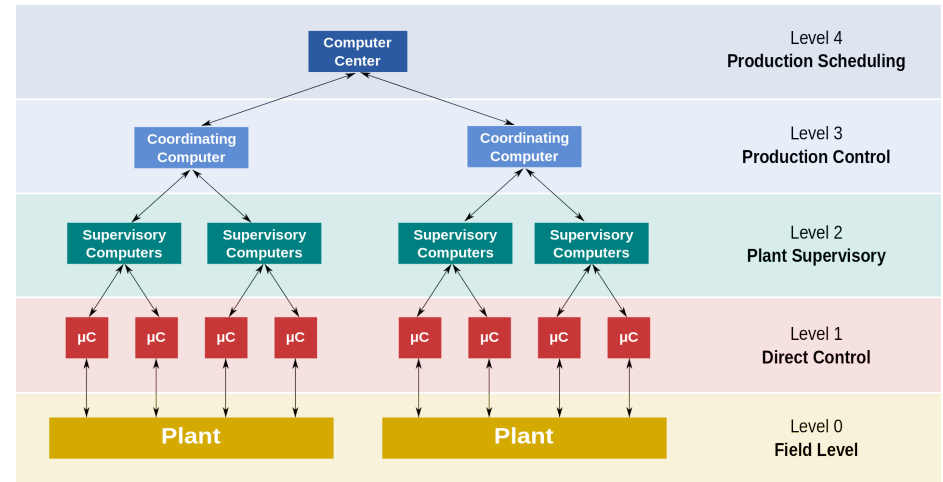 Computer
Center
Level 4
Production Scheduling
Coordinating
Computer
Coordinating
Computer
Level 3
Production Control
Supervisory
Computers
Supervisory
Computers
Supervisory
Computers
Supervisory
Computers
Level 2
Plant Supervisory
µC
µC
µC
µC
µC
µC
µC
µC
Level 1
Direct Control
Plant
Plant
Level 0
Field Level